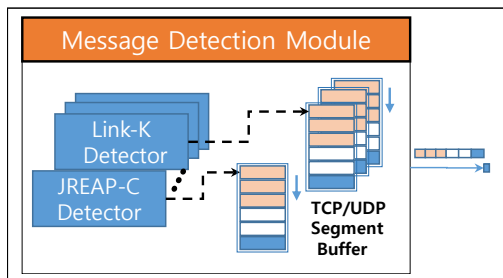 Message Detection Module
Link-K
Detector
JREAP-C
Detector
TCP/UDP
Segment
Buffer